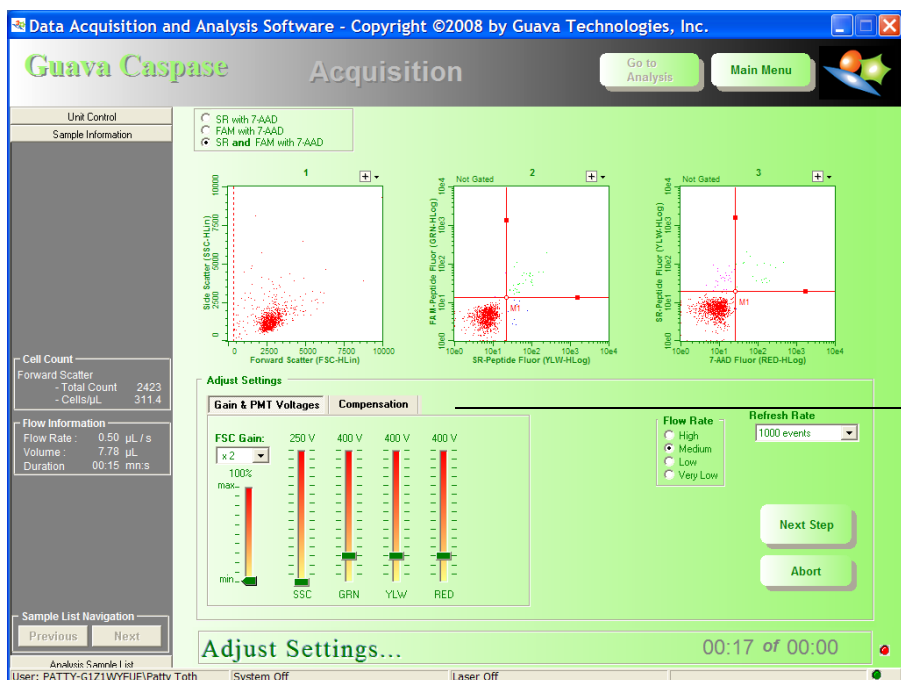 Data Acquisition and Analysis Software - Copyright ©2008 by Guava Technologies, Inc.
Guava Caspase
Acquisition
Go to
Analysis
Main Menu
Unit Control
Sample Information
SR with 7-AAD
FAM with 7-AAD
SR and FAM with 7-AAD
1
Side Scatter (SSC-HLin)
10000
7500
5000
2500
0
0 2500 5000 7500 10000
Forward Scatter (FSC-HLin)
Not Gated 2
FAM-Peptide Fluor (GRN-HLog)
10e4
10e3
10e2
10e1
10e0
M1
10e0 10e1 10e2 10e3 10e4
SR-Peptide Fluor (YLW-HLog)
Not Gated 3
SR-Peptide Fluor (YLW-HLog)
10e4
10e3
10e2
10e1
10e0
M1
10e0 10e1 10e2 10e3 10e4
7-AAD Fluor (RED-HLog)
Cell Count
Forward Scatter
- Total Count 2423
- Cells/µL 311.4
Flow Information
Flow Rate : 0.50 µL / s
Volume : 7.78 µL
Duration 00:15 mn:s
Adjust Settings
Gain & PMT Voltages Compensation
FSC Gain: 250 V 400 V 400 V 400 V
x 2
100%
max
min
SSC GRN YLW RED
Flow Rate
High
Medium
Low
Very Low
Refresh Rate
1000 events
Next Step
Abort
Sample List Navigation
Previous Next
Analysis Sample List
Adjust Settings...
00:17 of 00:00
User: PATTY-G1Z1WYFUE\Patty Toth System Off Laser Off